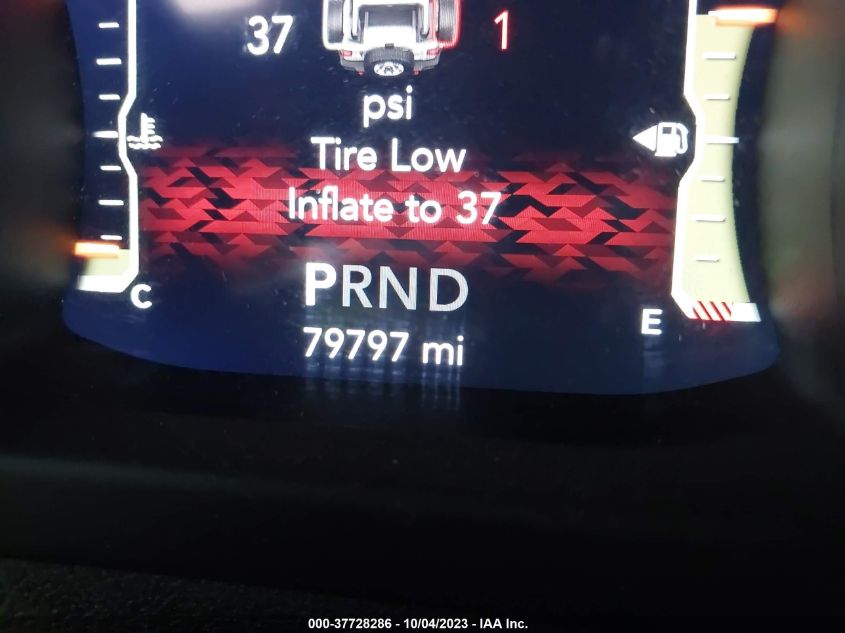 37 1
psi
Tire Low
Inflate to 37
PRND
C
E
79797 mi
000-37728286 - 10/04/2023 - IAA Inc.